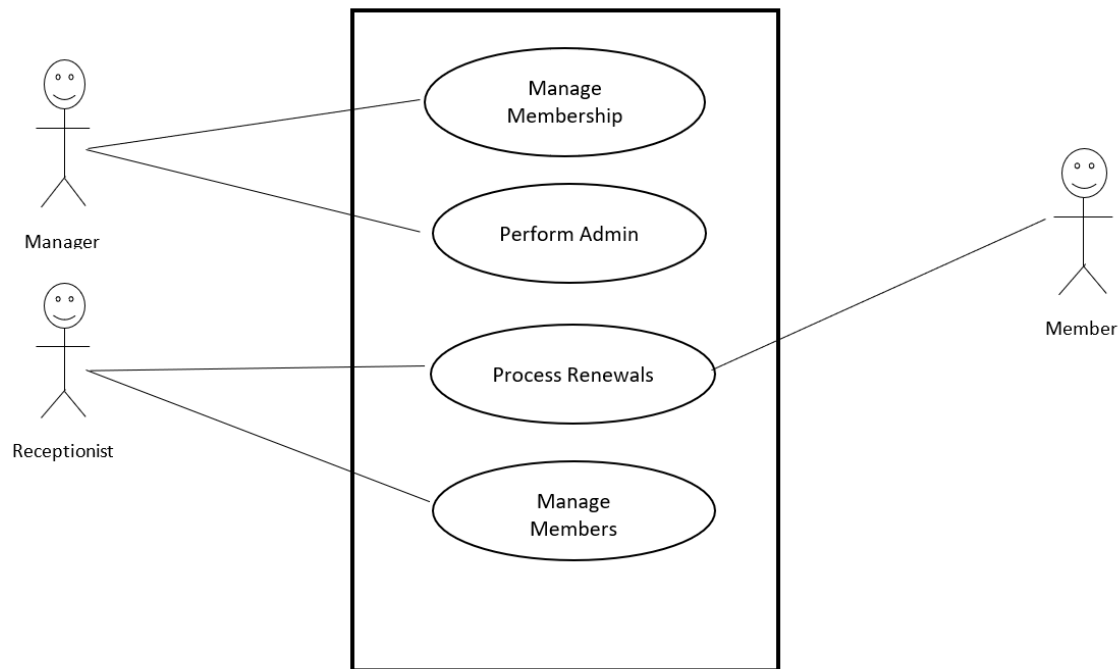 Manage
Membership
Manager
Perform Admin
Receptionist
Process Renewals
Member
Manage
Members